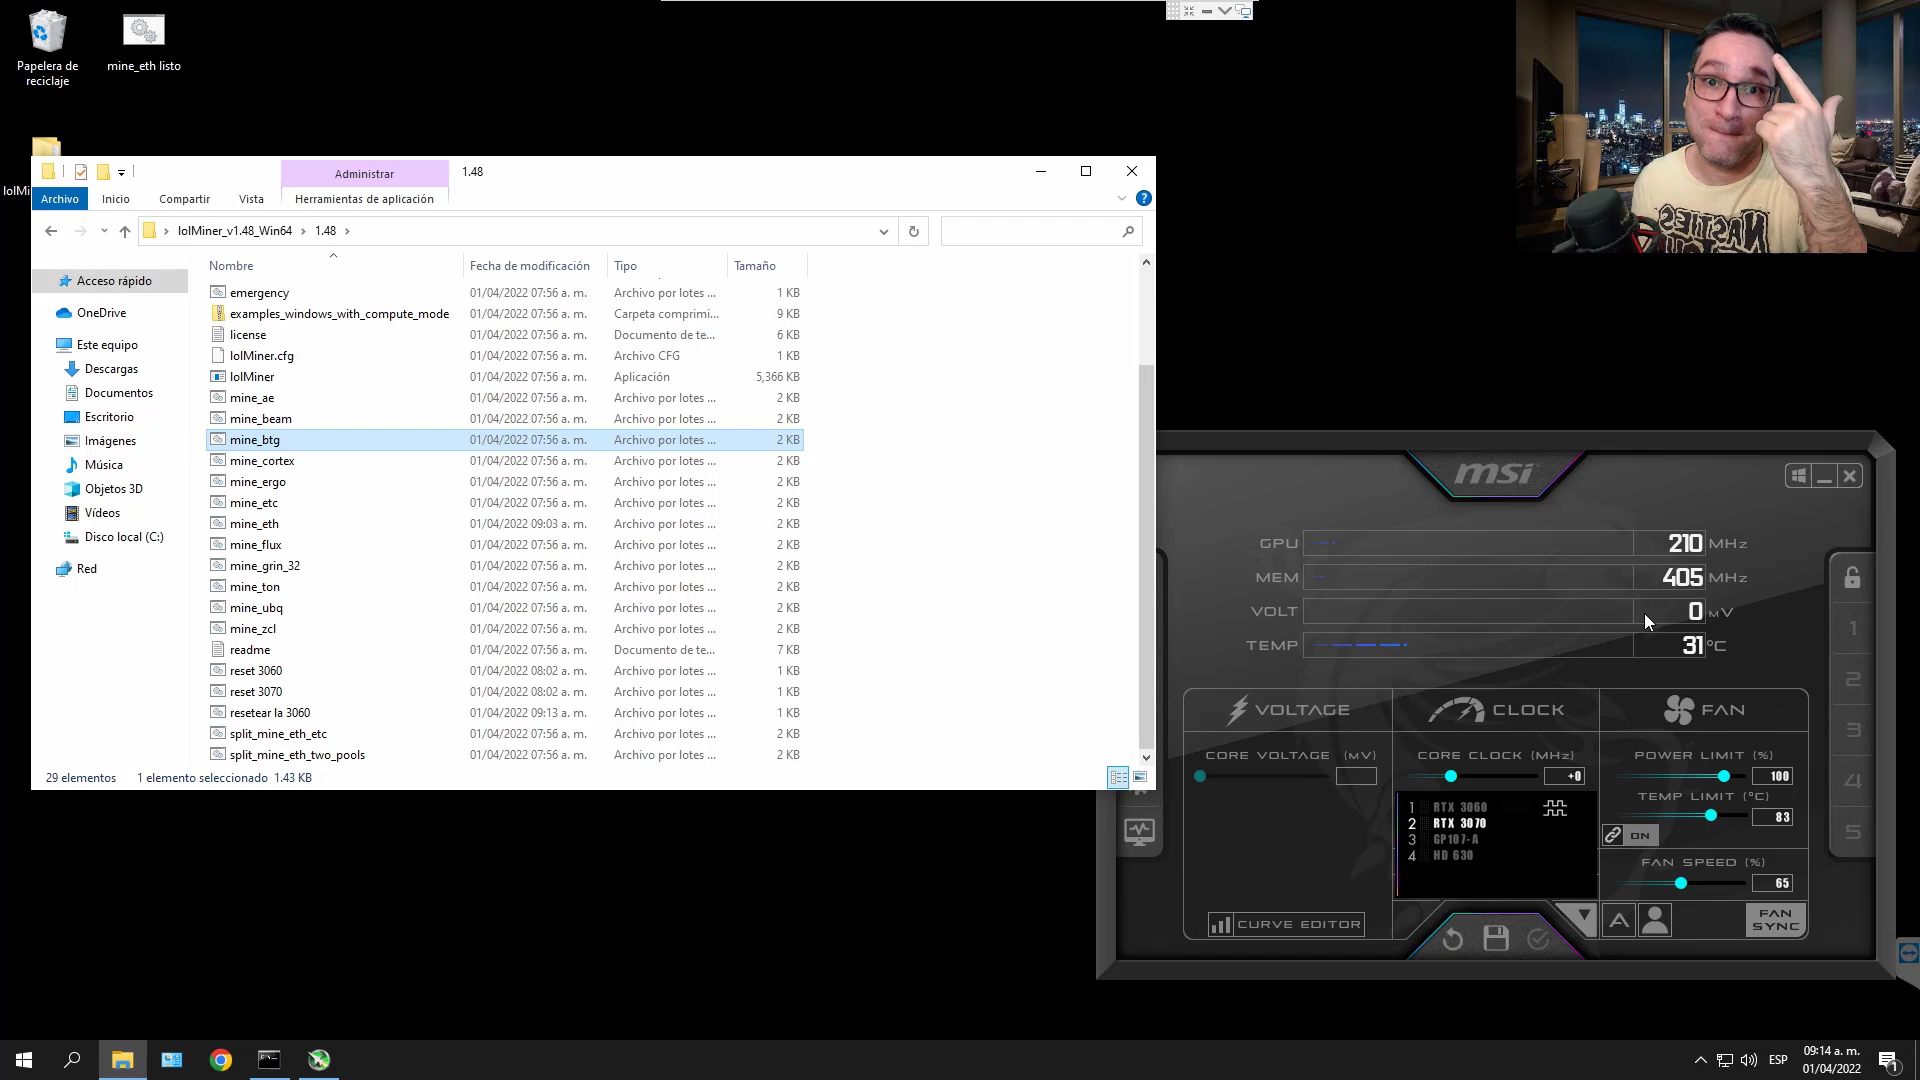 Papelera de
reciclaje
mine_eth listo
lolMi
Administrar
1.48
Archivo
Inicio
Compartir
Vista
Herramientas de aplicación
lolMiner_v1.48_Win64
1.48
Nombre
Fecha de modificación
Tipo
Tamaño
Acceso rápido
OneDrive
Este equipo
Descargas
Documentos
Escritorio
Imágenes
Música
Objetos 3D
Vídeos
Disco local (C:)
Red
emergency 01/04/2022 07:56 a. m. Archivo por lotes ... 1 KB
examples_windows_with_compute_mode 01/04/2022 07:56 a. m. Carpeta comprimi... 9 KB
license 01/04/2022 07:56 a. m. Documento de te... 6 KB
lolMiner.cfg 01/04/2022 07:56 a. m. Archivo CFG 1 KB
lolMiner 01/04/2022 07:56 a. m. Aplicación 5,366 KB
mine_ae 01/04/2022 07:56 a. m. Archivo por lotes ... 2 KB
mine_beam 01/04/2022 07:56 a. m. Archivo por lotes ... 2 KB
mine_btg 01/04/2022 07:56 a. m. Archivo por lotes ... 2 KB
mine_cortex 01/04/2022 07:56 a. m. Archivo por lotes ... 2 KB
mine_ergo 01/04/2022 07:56 a. m. Archivo por lotes ... 2 KB
mine_etc 01/04/2022 07:56 a. m. Archivo por lotes ... 2 KB
mine_eth 01/04/2022 09:03 a. m. Archivo por lotes ... 2 KB
mine_flux 01/04/2022 07:56 a. m. Archivo por lotes ... 2 KB
mine_grin_32 01/04/2022 07:56 a. m. Archivo por lotes ... 2 KB
mine_ton 01/04/2022 07:56 a. m. Archivo por lotes ... 2 KB
mine_ubq 01/04/2022 07:56 a. m. Archivo por lotes ... 2 KB
mine_zcl 01/04/2022 07:56 a. m. Archivo por lotes ... 2 KB
readme 01/04/2022 07:56 a. m. Documento de te... 7 KB
reset 3060 01/04/2022 08:02 a. m. Archivo por lotes ... 1 KB
reset 3070 01/04/2022 08:02 a. m. Archivo por lotes ... 1 KB
resetear la 3060 01/04/2022 09:13 a. m. Archivo por lotes ... 1 KB
split_mine_eth_etc 01/04/2022 07:56 a. m. Archivo por lotes ... 2 KB
split_mine_eth_two_pools 01/04/2022 07:56 a. m. Archivo por lotes ... 2 KB
29 elementos 1 elemento seleccionado 1.43 KB
msi
GPU 210 MHz
MEM 405 MHz
VOLT 0 MV
TEMP 31 °C
VOLTAGE
CORE VOLTAGE (MV)
CURVE EDITOR
CLOCK
CORE CLOCK (MHz)
+0
1 RTX 3060
2 RTX 3070
3 GP107-A
4 HD 630
FAN
POWER LIMIT (%)
100
TEMP LIMIT (°C)
83
ON
FAN SPEED (%)
65
A
FAN
SYNC
1
2
3
4
5
ESP
09:14 a. m.
01/04/2022
1